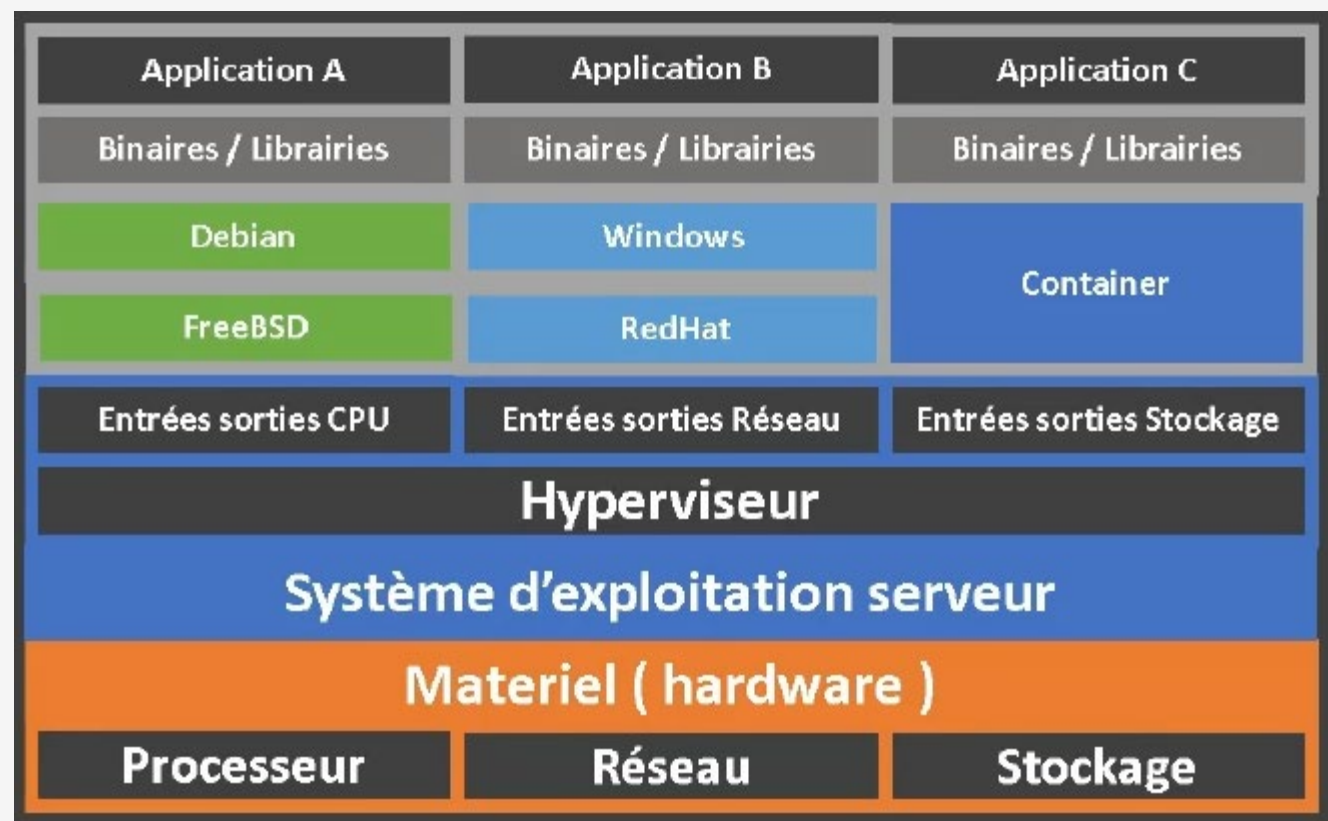 Application A
Application B
Application C
Binaires / Librairies
Binaires / Librairies
Binaires / Librairies
Debian
Windows
Container
FreeBSD
RedHat
Entrées sorties CPU
Entrées sorties Réseau
Entrées sorties Stockage
Hyperviseur
Système d'exploitation serveur
Materiel ( hardware )
Processeur
Réseau
Stockage